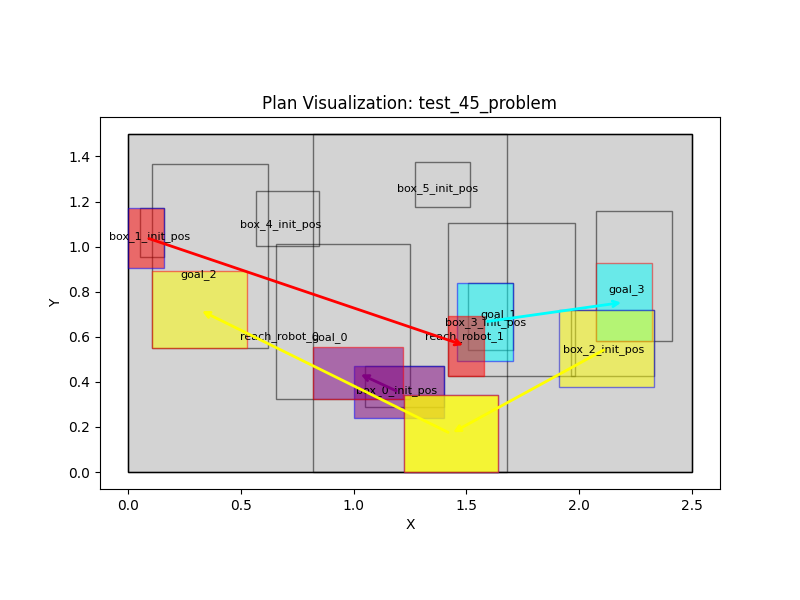 Plan Visualization: test_45_problem
Y
1.4
1.2
1.0
0.8
0.6
0.4
0.2
0.0
box_5_init_pos
box_4_init_pos
box_1_init_pos
goal_2
goal_3
goal_1
box_3_init_pos
reach_robot_0
goal_0
reach_robot_1
box_2_init_pos
box_0_init_pos
0.0 0.5 1.0 1.5 2.0 2.5
X